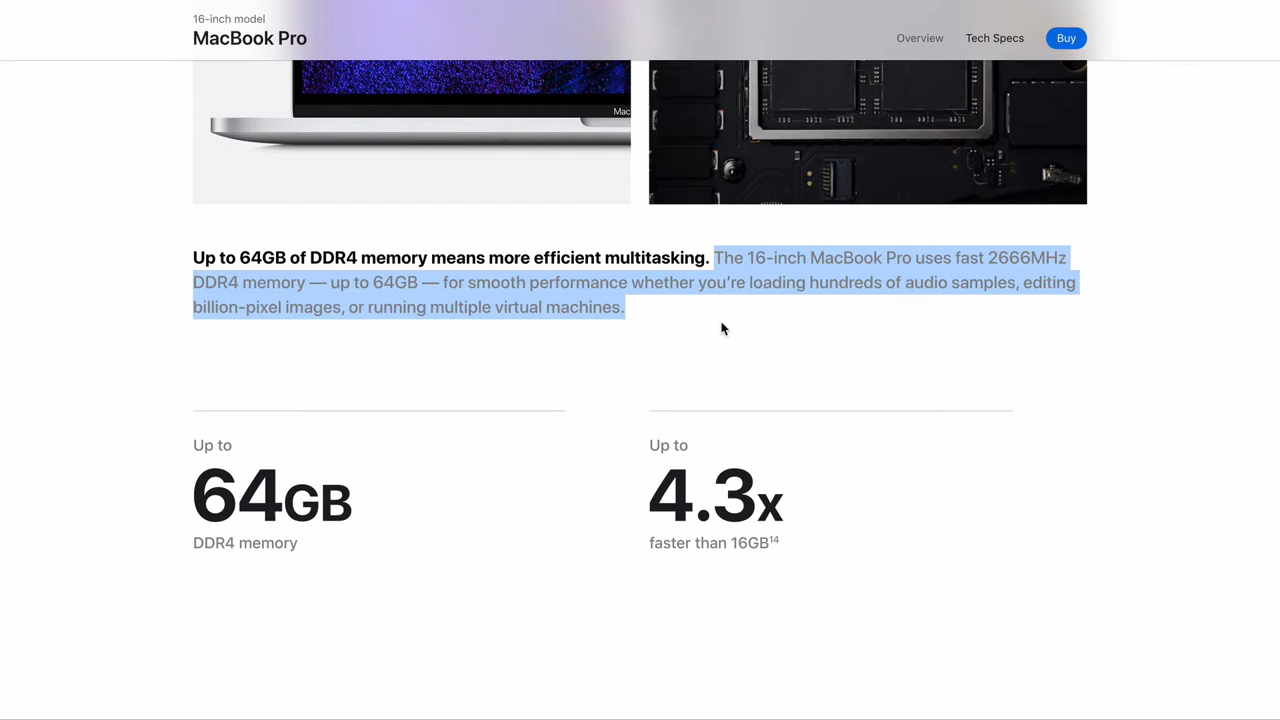 16-inch model
MacBook Pro
Overview
Tech Specs
Buy
Mac
Up to 64GB of DDR4 memory means more efficient multitasking. The 16-inch MacBook Pro uses fast 2666MHz
DDR4 memory — up to 64GB — for smooth performance whether you’re loading hundreds of audio samples, editing
billion-pixel images, or running multiple virtual machines.
Up to
64GB
DDR4 memory
Up to
4.3x
faster than 16GB¹⁴